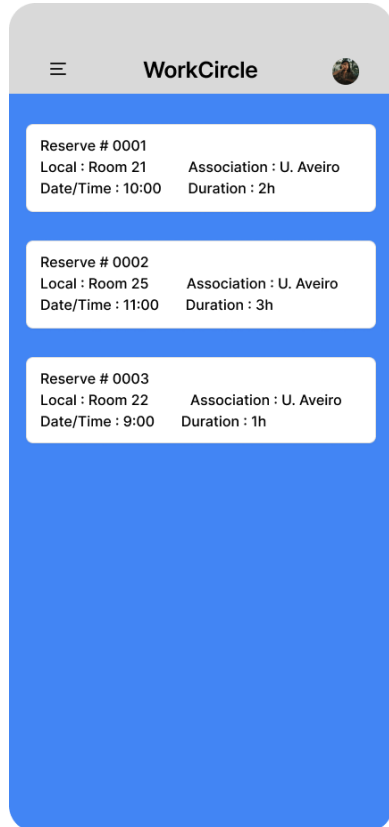 WorkCircle
Reserve # 0001
Local : Room 21 Association : U. Aveiro
Date/Time : 10:00 Duration : 2h
Reserve # 0002
Local : Room 25 Association : U. Aveiro
Date/Time : 11:00 Duration : 3h
Reserve # 0003
Local : Room 22 Association : U. Aveiro
Date/Time : 9:00 Duration : 1h